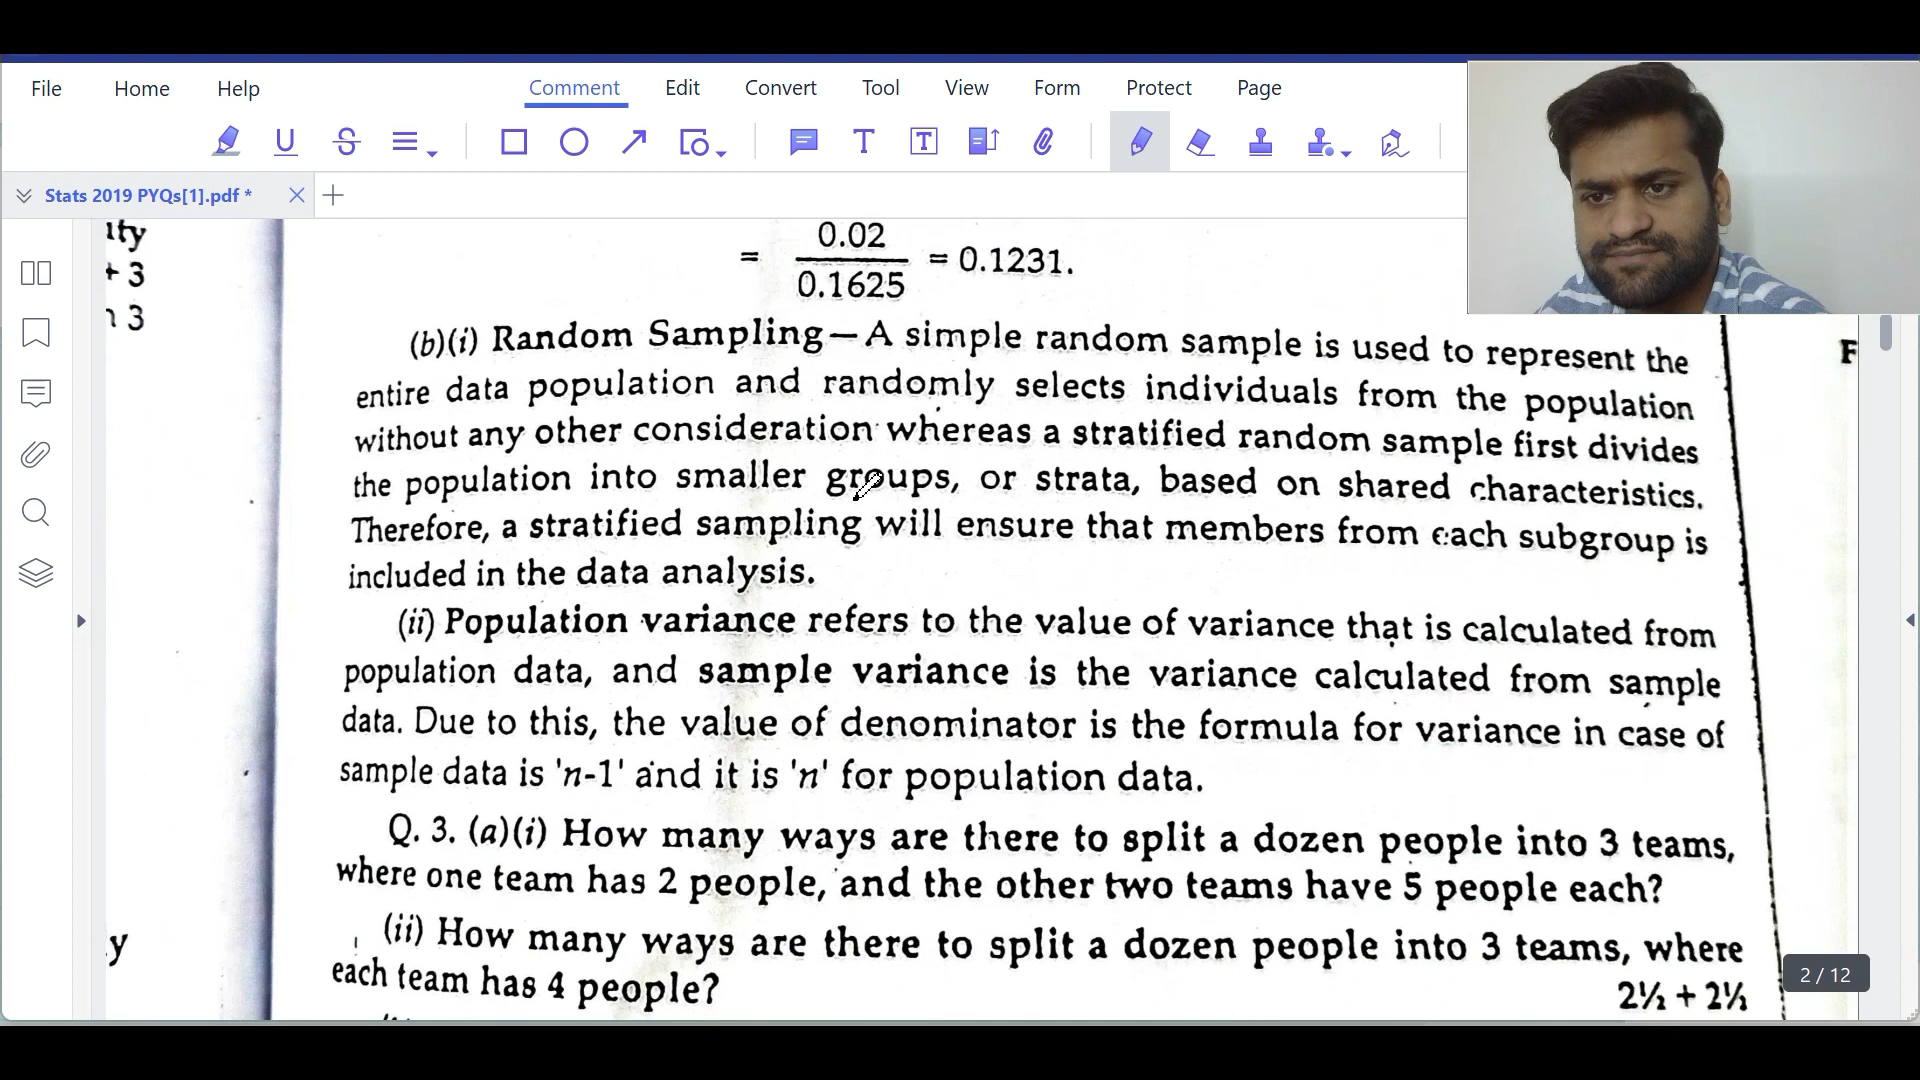 File Home Help Comment Edit Convert Tool View Form Protect Page
Stats 2019 PYQs[1].pdf *
ity
+ 3
3
= 0.02 / 0.1625 = 0.1231.
(b)(i) Random Sampling—A simple random sample is used to represent the
entire data population and randomly selects individuals from the population
without any other consideration whereas a stratified random sample first divides
the population into smaller groups, or strata, based on shared characteristics.
Therefore, a stratified sampling will ensure that members from each subgroup is
included in the data analysis.
(ii) Population variance refers to the value of variance that is calculated from
population data, and sample variance is the variance calculated from sample
data. Due to this, the value of denominator is the formula for variance in case of
sample data is 'n-1' and it is 'n' for population data.
Q. 3. (a)(i) How many ways are there to split a dozen people into 3 teams,
where one team has 2 people, and the other two teams have 5 people each?
(ii) How many ways are there to split a dozen people into 3 teams, where
each team has 4 people?
2½ + 2½
y
F
2 / 12